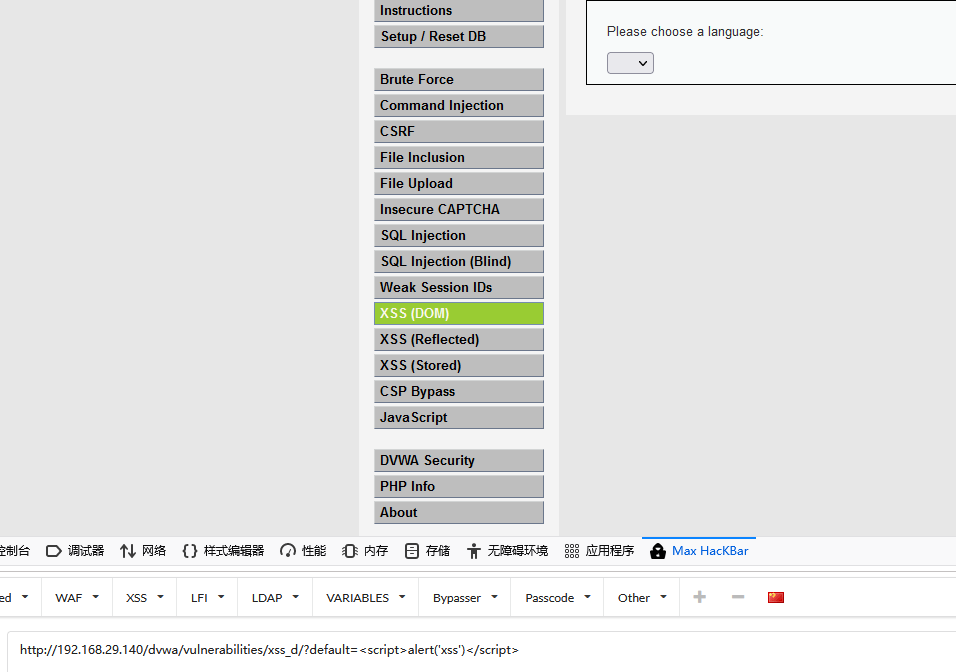 Instructions
Setup / Reset DB
Brute Force
Command Injection
CSRF
File Inclusion
File Upload
Insecure CAPTCHA
SQL Injection
SQL Injection (Blind)
Weak Session IDs
XSS (DOM)
XSS (Reflected)
XSS (Stored)
CSP Bypass
JavaScript
DVWA Security
PHP Info
About
Please choose a language:
控制台 调试器 网络 {} 样式编辑器 性能 内存 存储 无障碍环境 应用程序 Max HacKBar
ed WAF XSS LFI LDAP VARIABLES Bypasser Passcode Other
http://192.168.29.140/dvwa/vulnerabilities/xss_d/?default=<script>alert('xss')</script>